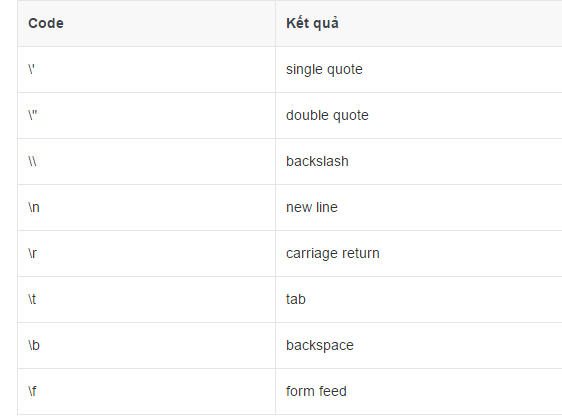 Code Kết quả
\' single quote
\" double quote
\\ backslash
\n new line
\r carriage return
\t tab
\b backspace
\f form feed